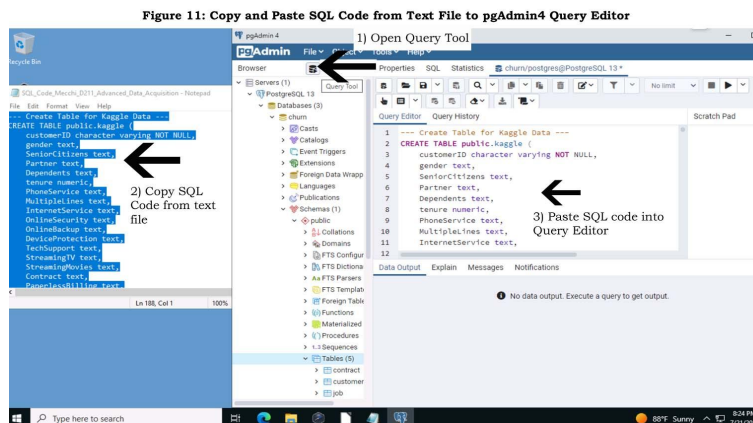 Figure 11: Copy and Paste SQL Code from Text File to pgAdmin4 Query Editor
Recycle Bin
SQL_Code_Mecchi_D211_Advanced_Data_Acquisition - Notepad
File Edit Format View Help
--- Create Table for Kaggle Data ---
CREATE TABLE public.kaggle (
customerID character varying NOT NULL,
gender text,
SeniorCitizens text,
Partner text,
Dependents text,
tenure numeric,
PhoneService text,
MultipleLines text,
InternetService text,
OnlineSecurity text,
OnlineBackup text,
DeviceProtection text,
TechSupport text,
StreamingTV text,
StreamingMovies text,
Contract text,
PaperlessBilling text,
Ln 188, Col 1 100%
2) Copy SQL
Code from text
file
pgAdmin 4
1) Open Query Tool
PgAdmin File Object Tools Help
Browser
Query Tool
Servers (1)
PostgreSQL 13
Databases (3)
churn
Casts
Catalogs
Event Triggers
Extensions
Foreign Data Wrapp
Languages
Publications
Schemas (1)
public
Collations
Domains
FTS Configur
FTS Dictiona
Aa FTS Parsers
FTS Templat
Foreign Table
Functions
Materialized
Procedures
1..3 Sequences
Tables (5)
contract
customer
job
Properties SQL Statistics churn/postgres@PostgreSQL 13 *
No limit
Query Editor Query History Scratch Pad
1 --- Create Table for Kaggle Data ---
2 CREATE TABLE public.kaggle (
3 customerID character varying NOT NULL,
4 gender text,
5 SeniorCitizens text,
6 Partner text,
7 Dependents text,
8 tenure numeric,
9 PhoneService text,
10 MultipleLines text,
11 InternetService text,
12
3) Paste SQL code into
Query Editor
Data Output Explain Messages Notifications
No data output. Execute a query to get output.
Type here to search
88°F Sunny
8:24 PM